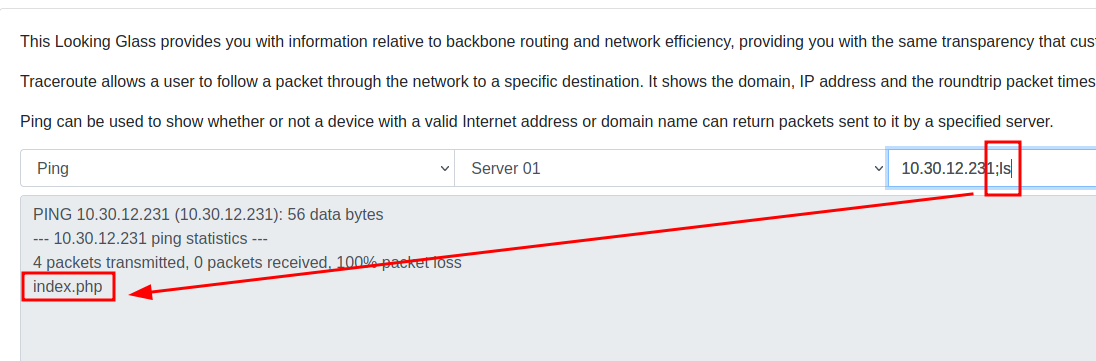 This Looking Glass provides you with information relative to backbone routing and network efficiency, providing you with the same transparency that cus
Traceroute allows a user to follow a packet through the network to a specific destination. It shows the domain, IP address and the roundtrip packet times
Ping can be used to show whether or not a device with a valid Internet address or domain name can return packets sent to it by a specified server.
Ping Server 01 10.30.12.231;ls
PING 10.30.12.231 (10.30.12.231): 56 data bytes
--- 10.30.12.231 ping statistics ---
4 packets transmitted, 0 packets received, 100% packet loss
index.php